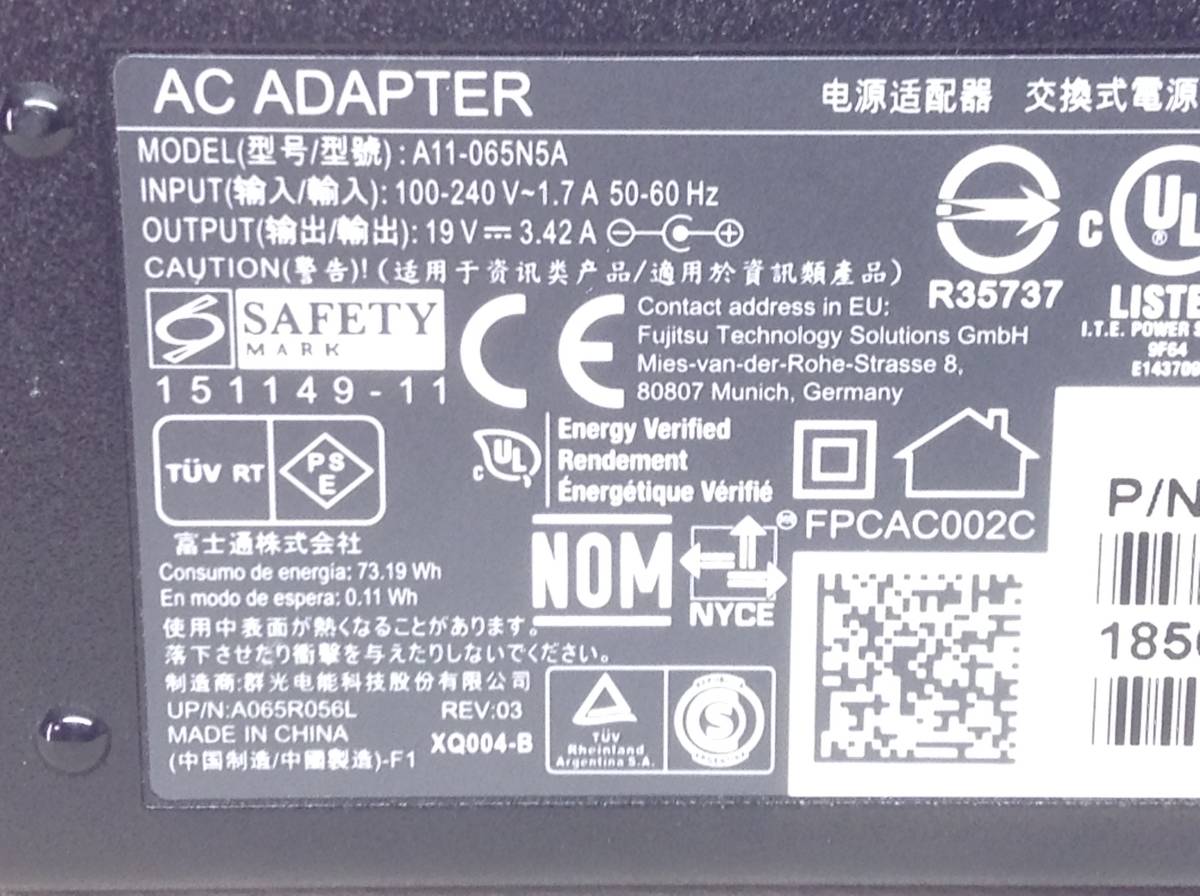 AC ADAPTER 电源适配器 交換式電源
MODEL(型号/型號) : A11-065N5A
INPUT(输入/輸入): 100-240 V~1.7 A 50-60 Hz
OUTPUT(输出/輸出): 19 V 3.42 A
CAUTION(警告)! (适用于资讯类产品/適用於資訊類產品)
R35737
C UL
LISTE
I.T.E. POWER S
9F64
E143709
SAFETY
MARK
151149-11
CE
Contact address in EU:
Fujitsu Technology Solutions GmbH
Mies-van-der-Rohe-Strasse 8,
80807 Munich, Germany
TÜV RT
PS
E
c UL
Energy Verified
Rendement
Énergétique Vérifié
富士通株式会社
Consumo de energía: 73.19 Wh
En modo de espera: 0.11 Wh
NOM
NYCE
FPCAC002C
P/N
185
使用中表面が熱くなることがあります。
落下させたり衝撃を与えたりしないでください。
制造商:群光电能科技股份有限公司
UP/N:A065R056L REV:03
MADE IN CHINA XQ004-B
(中国制造/中國製造)-F1
TÜV
Rheinland
Argentina S.A.
S